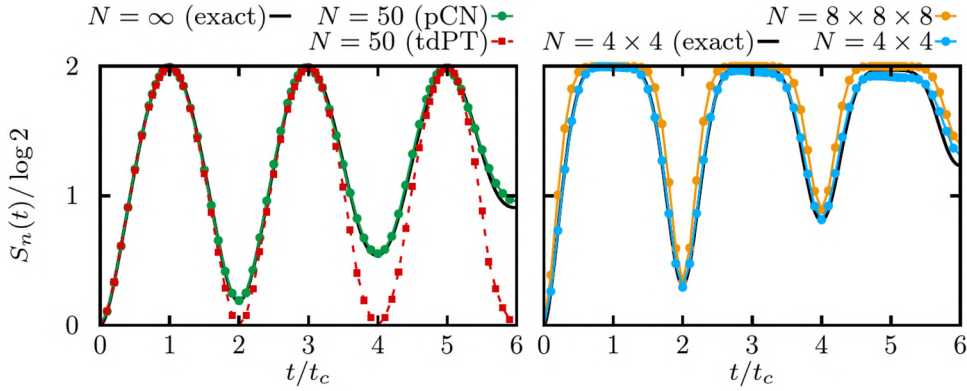 N = ∞ (exact) N = 50 (pCN)
N = 50 (tdPT)
N = 8 × 8 × 8
N = 4 × 4 (exact) N = 4 × 4
S_n(t)/ log 2
2
1
0
0 1 2 3 4 5 6
t/t_c
0 1 2 3 4 5 6
t/t_c